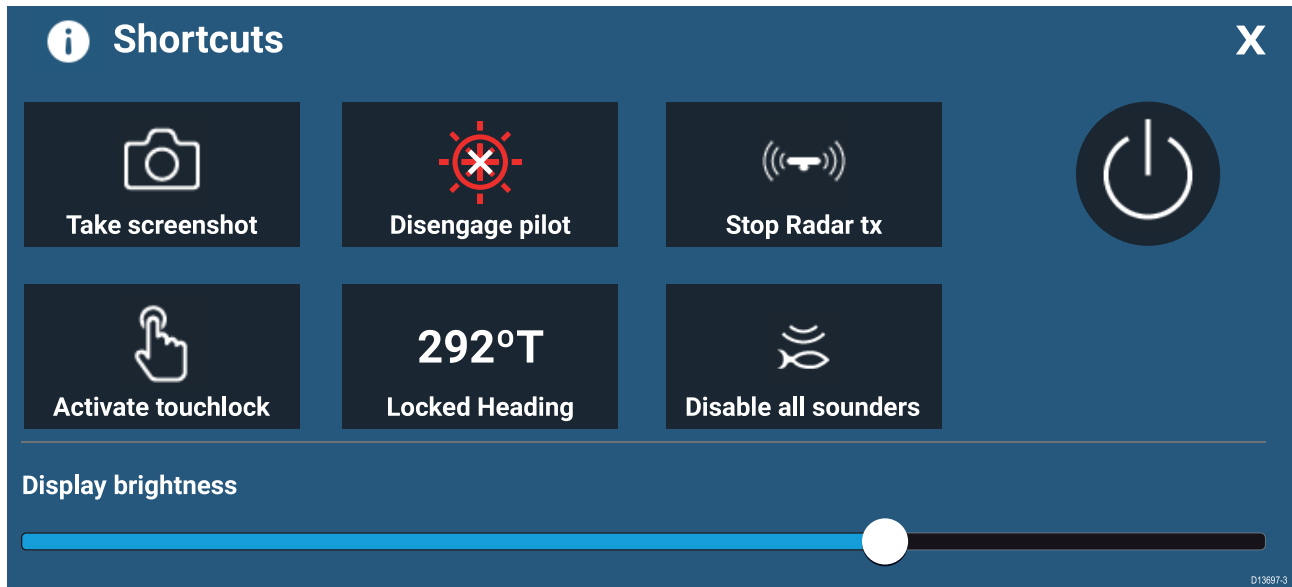 Shortcuts
X
Take screenshot
Disengage pilot
Stop Radar tx
Activate touchlock
292ºT
Locked Heading
Disable all sounders
Display brightness
D13697-3